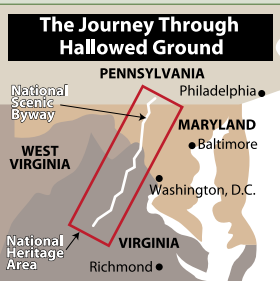 The Journey Through
Hallowed Ground
PENNSYLVANIA
National
Scenic
Byway
Philadelphia
MARYLAND
Baltimore
WEST
VIRGINIA
Washington, D.C.
National
Heritage
Area
VIRGINIA
Richmond